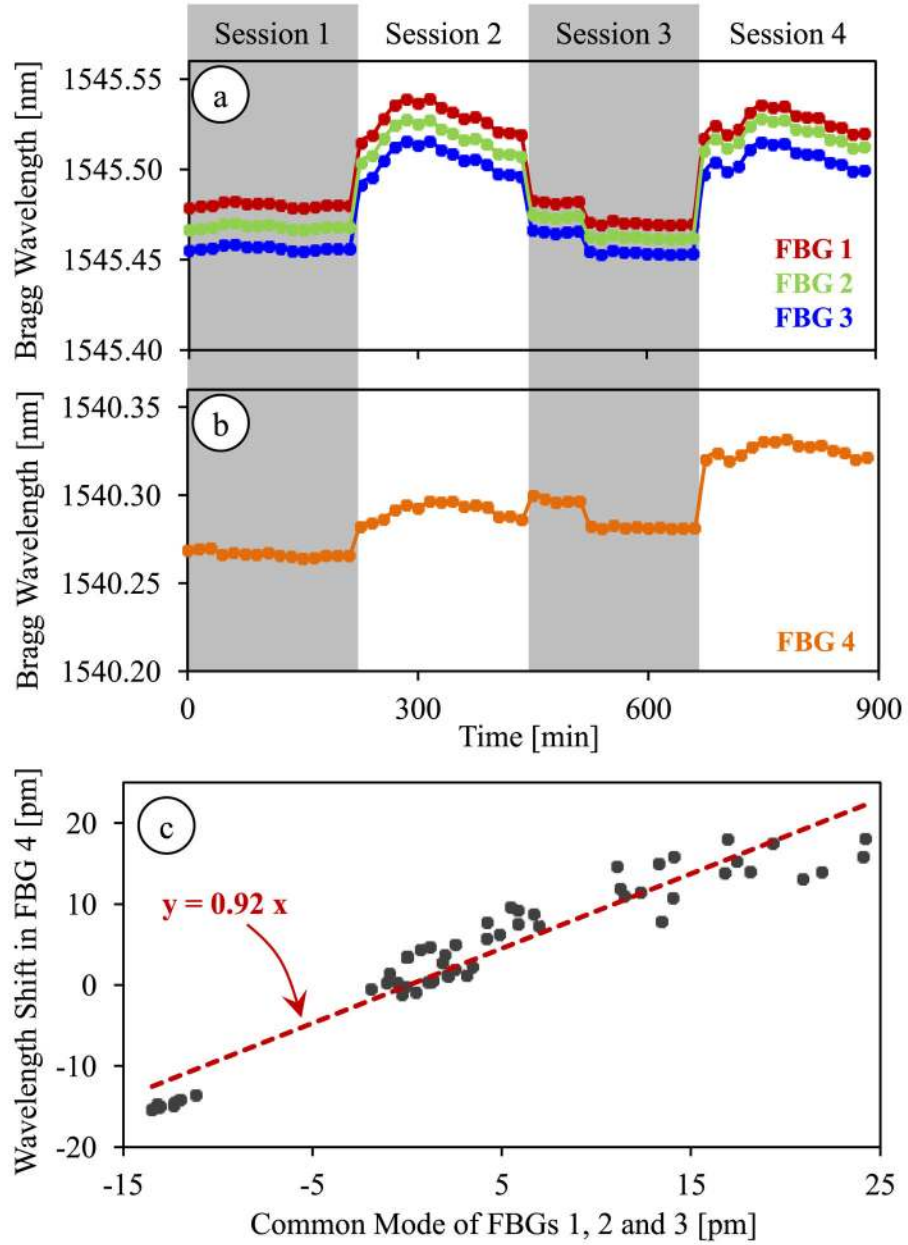 Session 1 Session 2 Session 3 Session 4
a
Bragg Wavelength [nm]
1545.55
1545.50
1545.45
1545.40
FBG 1
FBG 2
FBG 3
b
Bragg Wavelength [nm]
1540.35
1540.30
1540.25
1540.20
FBG 4
0 300 600 900
Time [min]
c
Wavelength Shift in FBG 4 [pm]
20
10
0
-10
-20
y = 0.92 x
-15 -5 5 15 25
Common Mode of FBGs 1, 2 and 3 [pm]